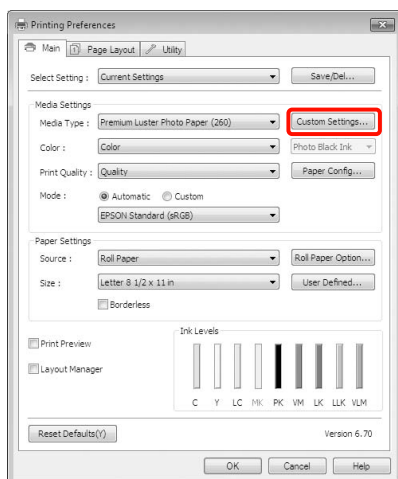 Printing Preferences
Main Page Layout Utility
Select Setting : Current Settings Save/Del...
Media Settings
Media Type : Premium Luster Photo Paper (260) Custom Settings...
Color : Color Photo Black Ink
Print Quality : Quality Paper Config...
Mode : Automatic Custom
EPSON Standard (sRGB)
Paper Settings
Source : Roll Paper Roll Paper Option...
Size : Letter 8 1/2 x 11 in User Defined...
Borderless
Ink Levels
Print Preview
Layout Manager
C Y LC MK PK VM LK LLK VLM
Reset Defaults(Y) Version 6.70
OK Cancel Help